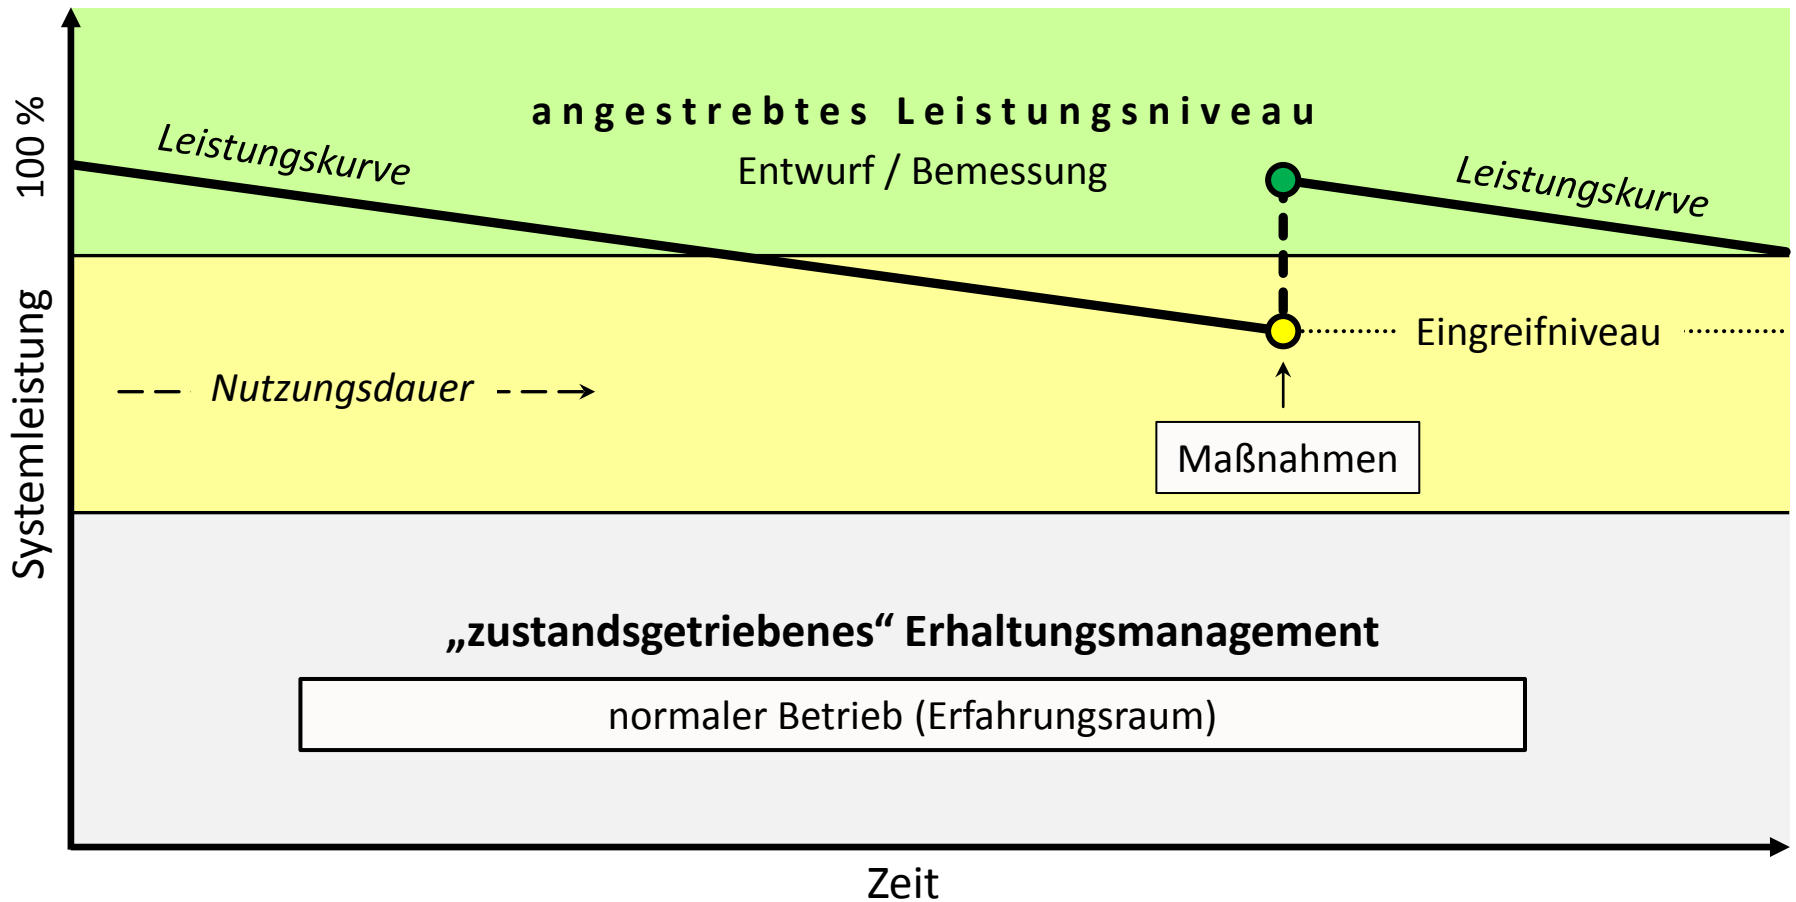 angestrebtes Leistungsniveau
Entwurf / Bemessung
Leistungskurve
Leistungskurve
100 %
Systemleistung
Eingreifniveau
Nutzungsdauer
Maßnahmen
„zustandsgetriebenes“ Erhaltungsmanagement
normaler Betrieb (Erfahrungsraum)
Zeit